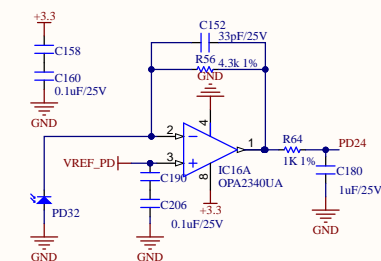 +3.3
C158
C160
0.1uF/25V
GND
C152
33pF/25V
R56
4.3k 1%
GND
4
2
3
1
8
VREF_PD
IC16A
OPA2340UA
R64
1K 1%
PD24
C180
1uF/25V
GND
C190
C206
0.1uF/25V
+3.3
PD32
GND
GND